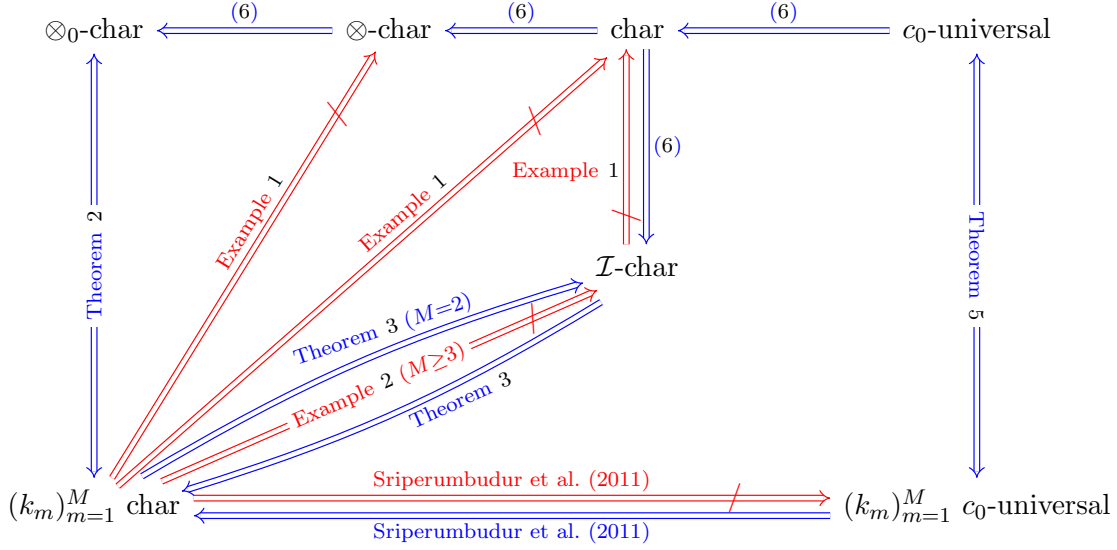 (6) (6) (6)
⊗₀-char ⊗-char char c₀-universal
(6)
Example 1
Example 1
Example 1
Theorem 2
Theorem 5
ℐ-char
Theorem 3 (M=2)
Example 2 (M≥3)
Theorem 3
Sriperumbudur et al. (2011)
(kₘ)ᴹₘ₌₁ char (kₘ)ᴹₘ₌₁ c₀-universal
Sriperumbudur et al. (2011)